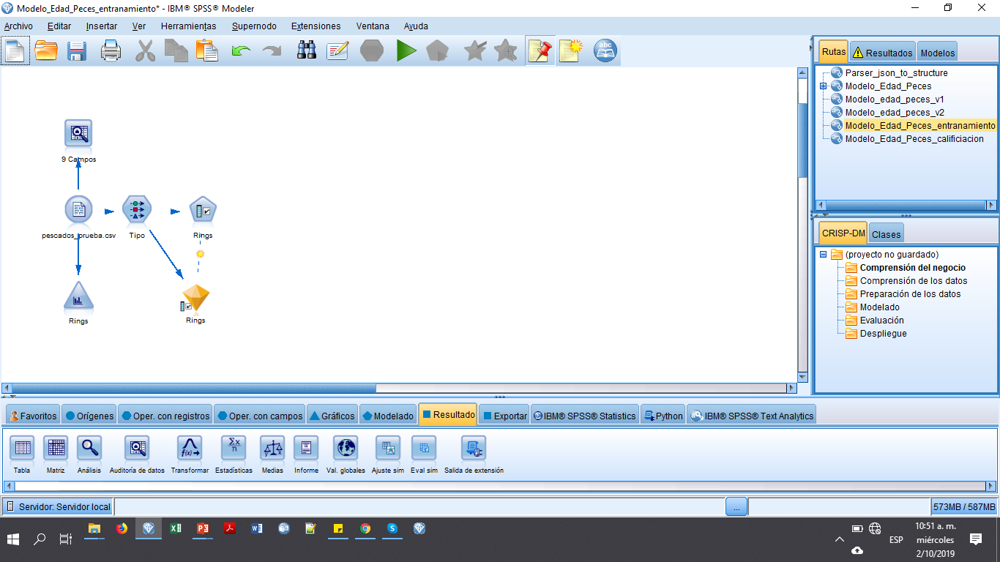 Modelo_Edad_Peces_entranamiento* - IBM® SPSS® Modeler
Archivo Editar Insertar Ver Herramientas Supernodo Extensiones Ventana Ayuda
abc
9 Campos
pescados_prueba.csv
Tipo
Rings
Rings
Rings
Rutas Resultados Modelos
Parser_json_to_structure
Modelo_Edad_Peces
Modelo_edad_peces_v1
Modelo_edad_peces_v2
Modelo_Edad_Peces_entranamiento
Modelo_Edad_Peces_calificiacion
CRISP-DM Clases
(proyecto no guardado)
Comprensión del negocio
Comprensión de los datos
Preparación de los datos
Modelado
Evaluación
Despliegue
Favoritos Orígenes Oper. con registros Oper. con campos Gráficos Modelado Resultado Exportar IBM® SPSS® Statistics Python IBM® SPSS® Text Analytics
Tabla Matriz Análisis Auditoría de datos Transformar Estadísticas Medias Informe Val. globales Ajuste sim Eval sim Salida de extensión
Servidor: Servidor local ... 573MB / 587MB
ESP
10:51 a. m.
miércoles
2/10/2019